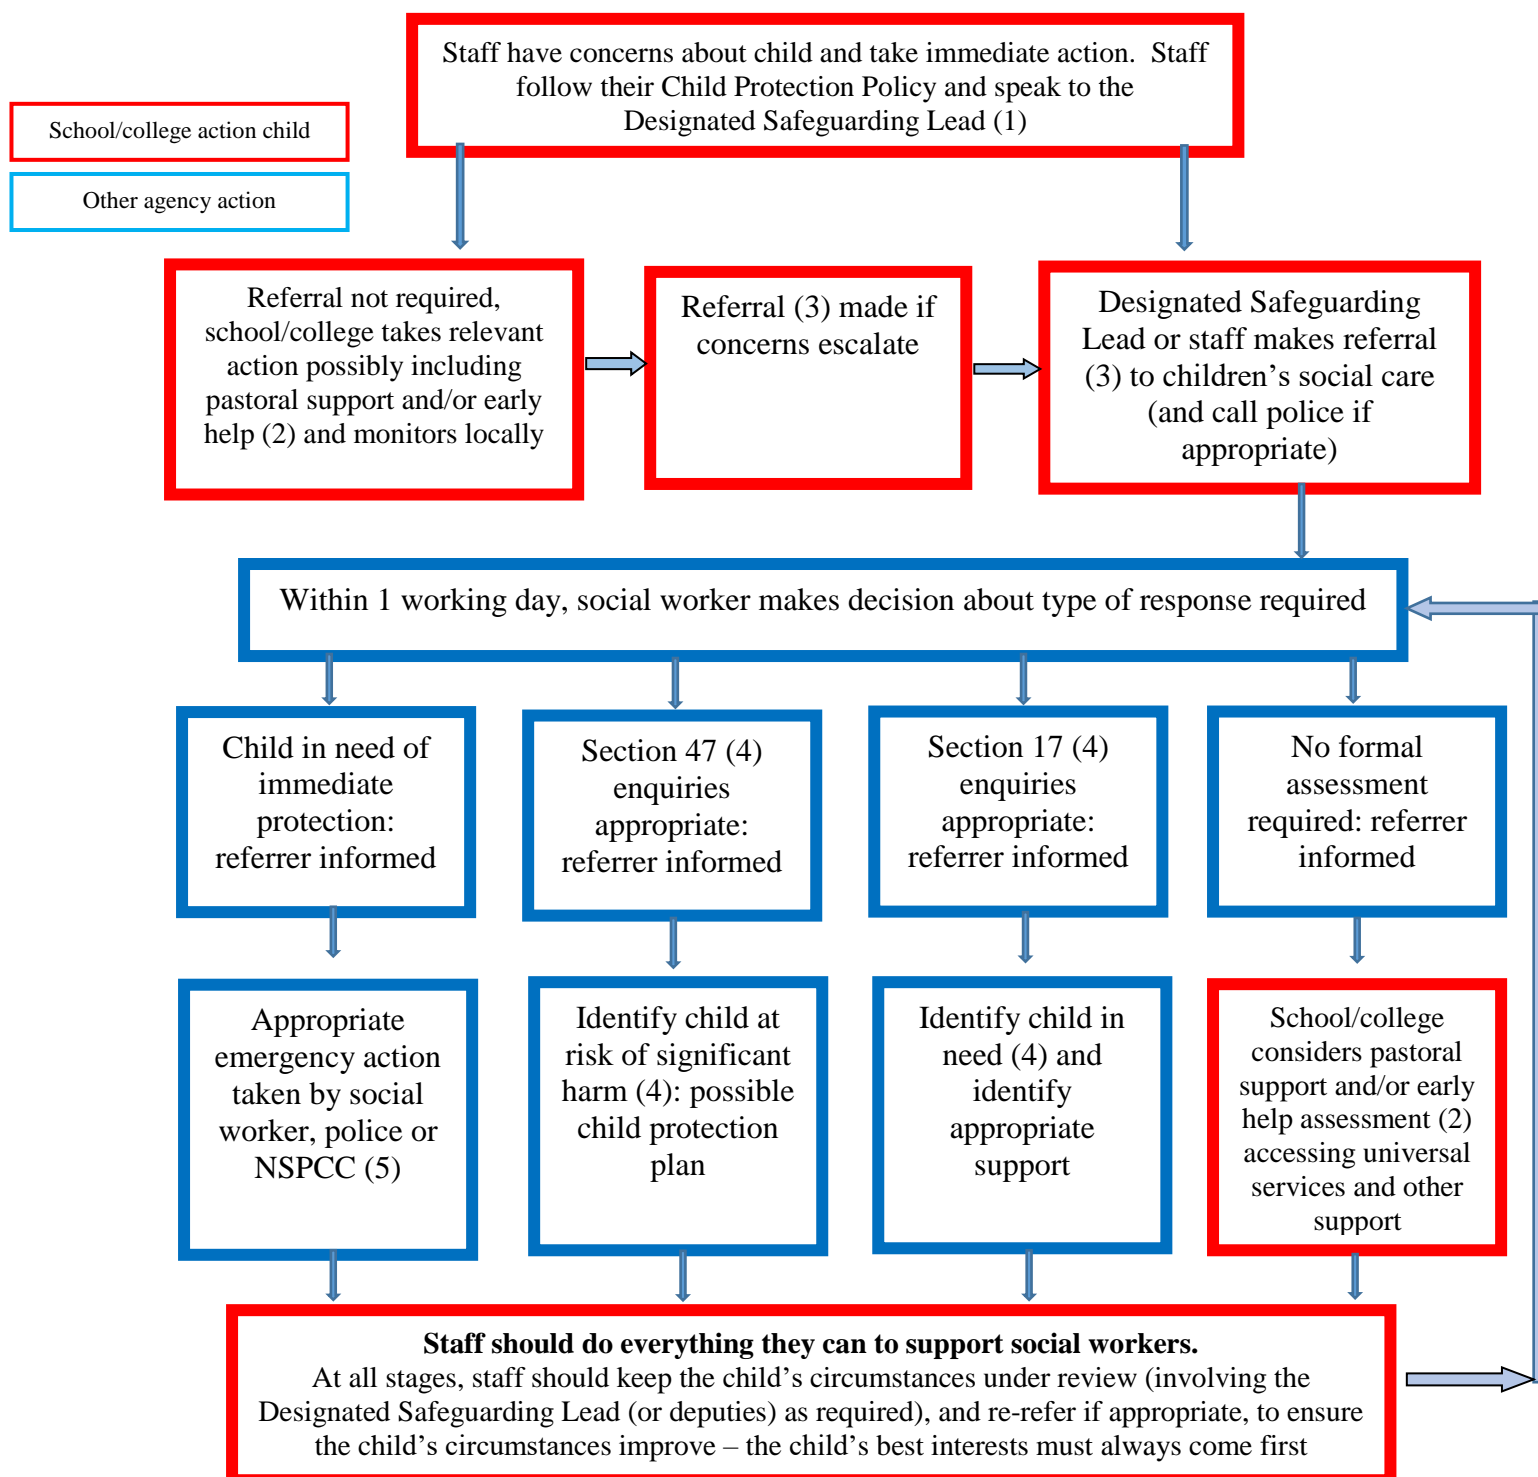 Staff have concerns about child and take immediate action.  Staff
follow their Child Protection Policy and speak to the
Designated Safeguarding Lead (1)
School/college action child
Other agency action
Referral not required,
school/college takes relevant
action possibly including
pastoral support and/or early
help (2) and monitors locally
Referral (3) made if
concerns escalate
Designated Safeguarding
Lead or staff makes referral
(3) to children’s social care
(and call police if
appropriate)
Within 1 working day, social worker makes decision about type of response required
Child in need of
immediate
protection:
referrer informed
Section 47 (4)
enquiries
appropriate:
referrer informed
Section 17 (4)
enquiries
appropriate:
referrer informed
No formal
assessment
required: referrer
informed
Appropriate
emergency action
taken by social
worker, police or
NSPCC (5)
Identify child at
risk of significant
harm (4): possible
child protection
plan
Identify child in
need (4) and
identify
appropriate
support
School/college
considers pastoral
support and/or early
help assessment (2)
accessing universal
services and other
support
Staff should do everything they can to support social workers.
At all stages, staff should keep the child’s circumstances under review (involving the
Designated Safeguarding Lead (or deputies) as required), and re-refer if appropriate, to ensure
the child’s circumstances improve – the child’s best interests must always come first